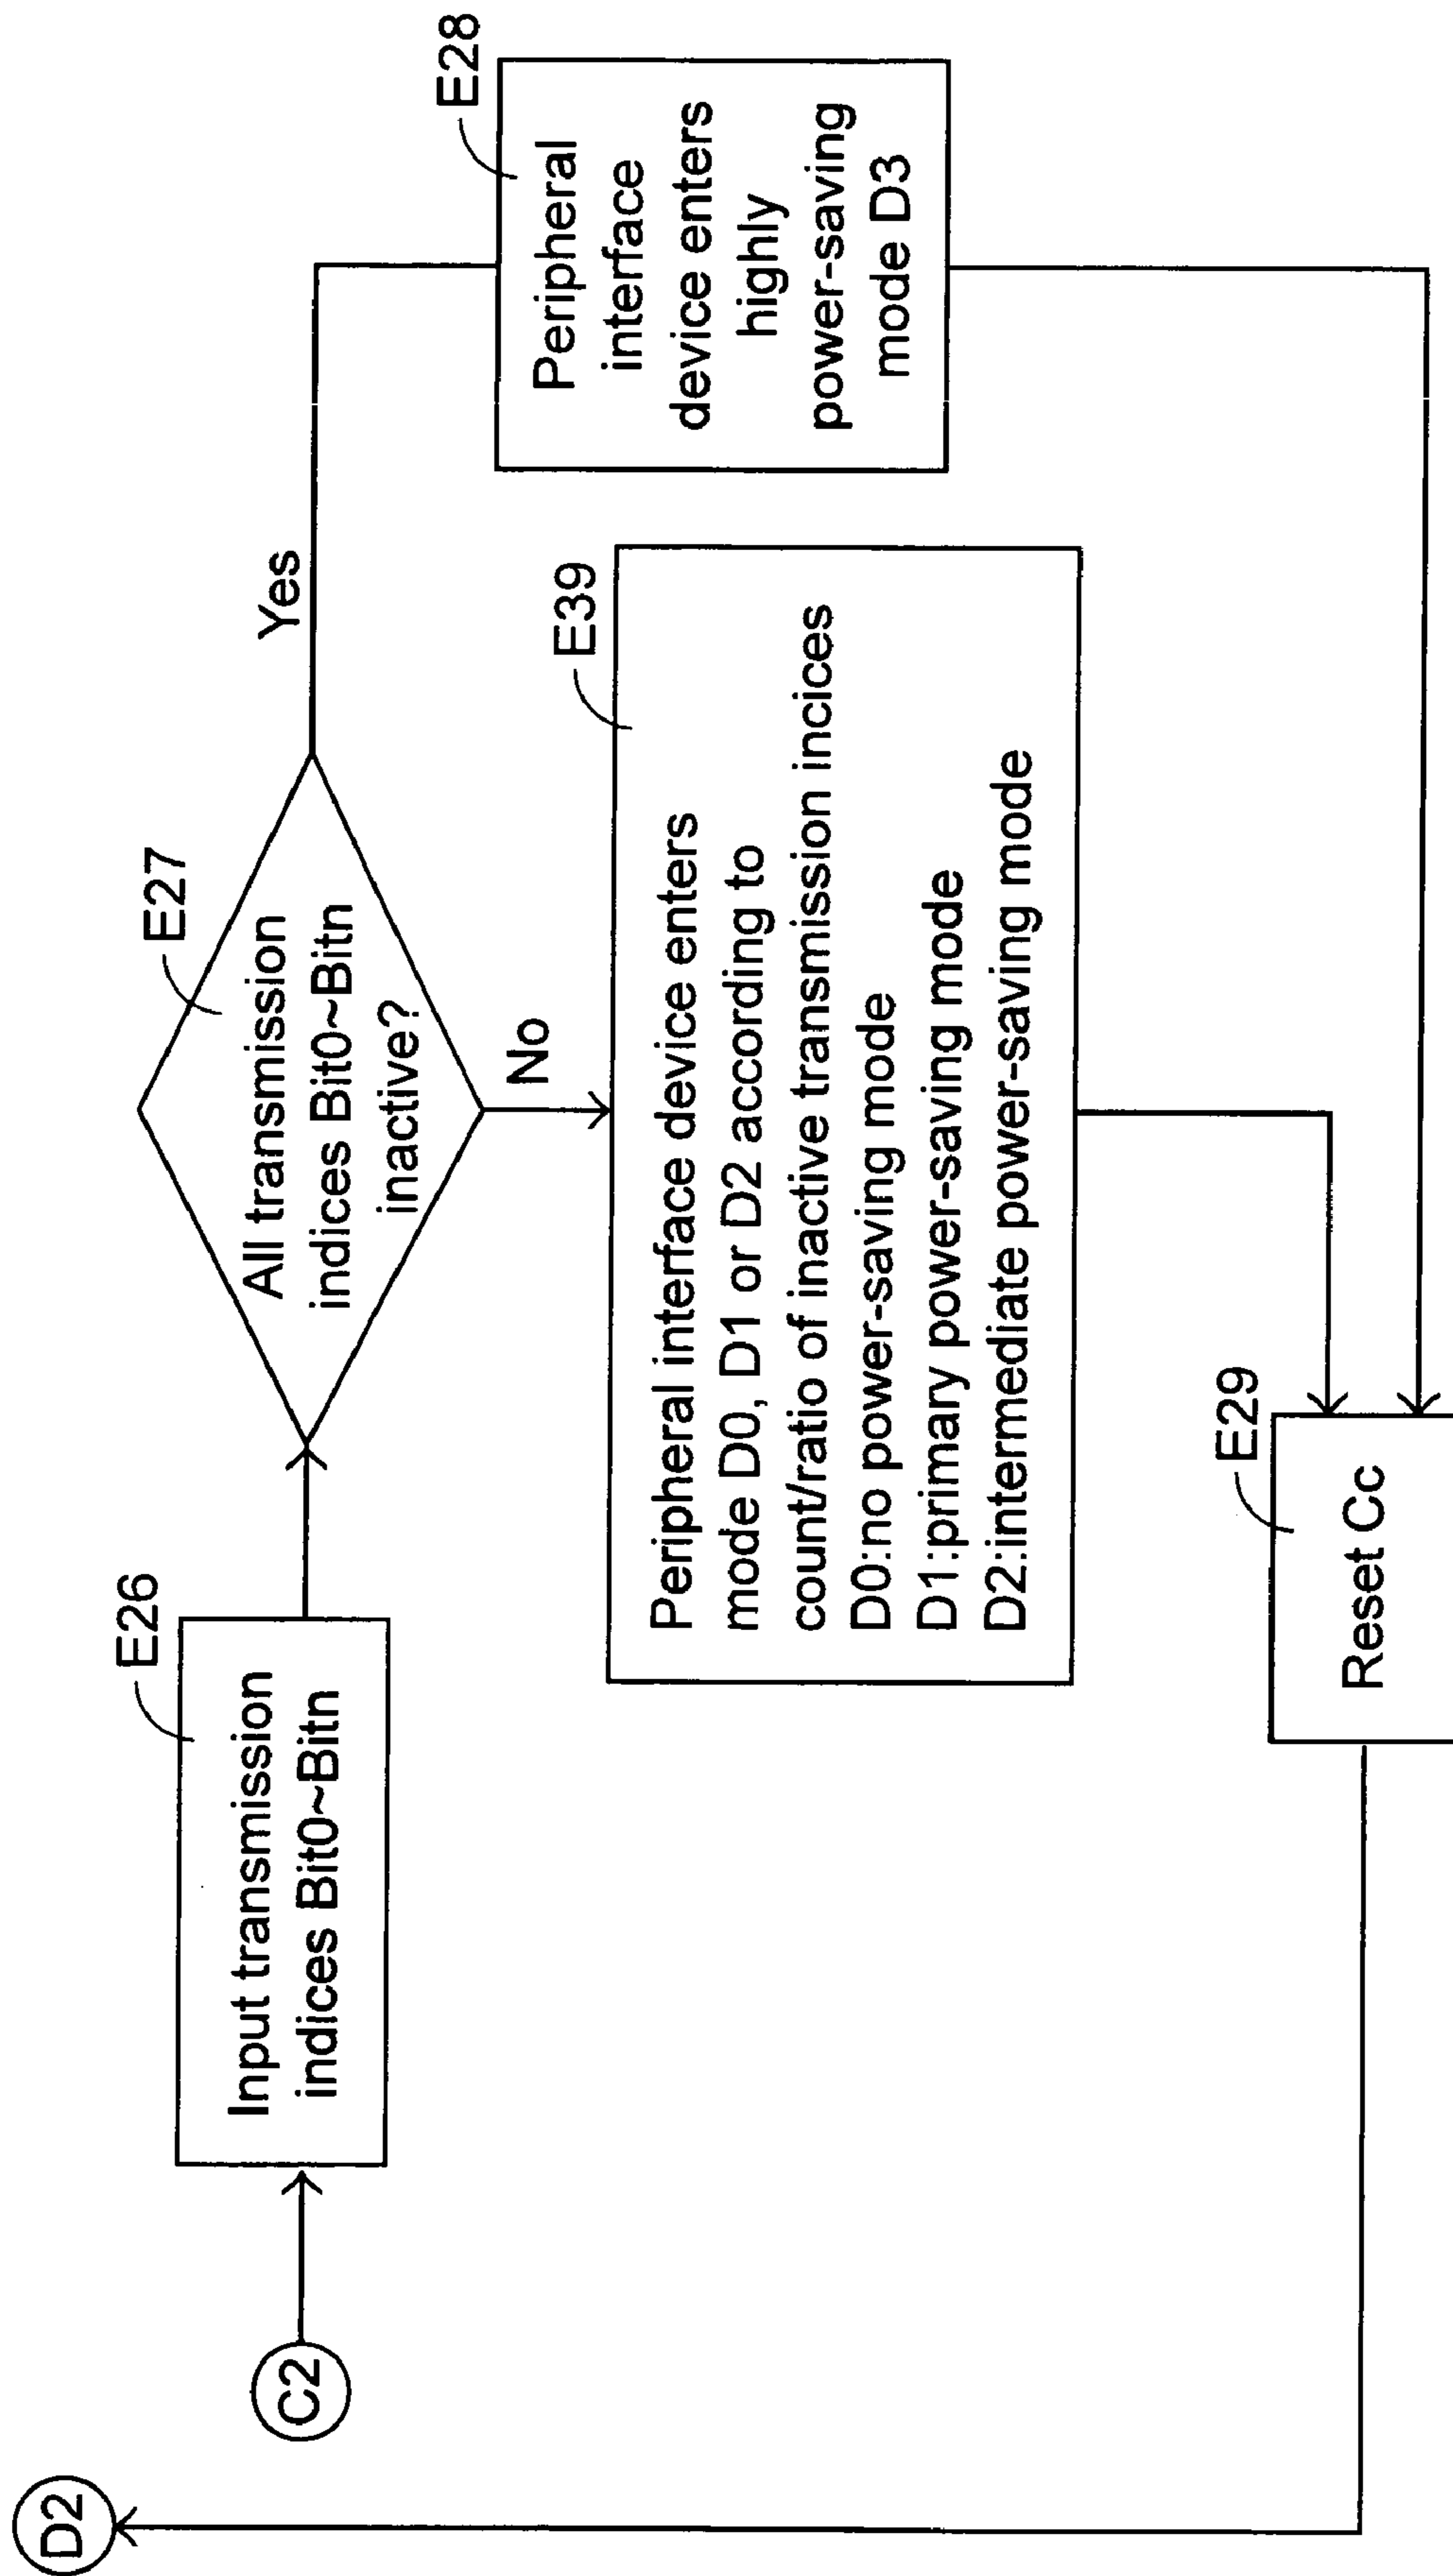 D2
C2
E26
Input transmission
indices Bit0~Bitn
E27
All transmission
indices Bit0~Bitn
inactive?
Yes
No
E28
Peripheral
interface
device enters
highly
power-saving
mode D3
E39
Peripheral interface device enters
mode D0, D1 or D2 according to
count/ratio of inactive transmission incices
D0:no power-saving mode
D1:primary power-saving mode
D2:intermediate power-saving mode
E29
Reset Cc